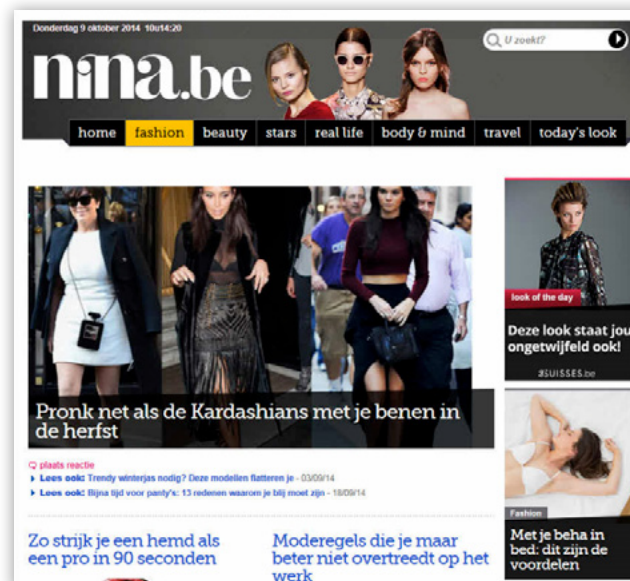 Donderdag 9 oktober 2014 10u14:20
U zoekt?
nina.be
home fashion beauty stars real life body & mind travel today's look
look of the day
Deze look staat jou
ongetwijfeld ook!
3SUISSES.be
Pronk net als de Kardashians met je benen in
de herfst
plaats reactie
Lees ook: Trendy winterjas nodig? Deze modellen flatteren je - 03/09/14
Lees ook: Bijna tijd voor panty's: 13 redenen waarom je blij moet zijn - 18/09/14
Fashion
Met je beha in
bed: dit zijn de
voordelen
Zo strijk je een hemd als
een pro in 90 seconden
Moderegels die je maar
beter niet overtreedt op het
werk